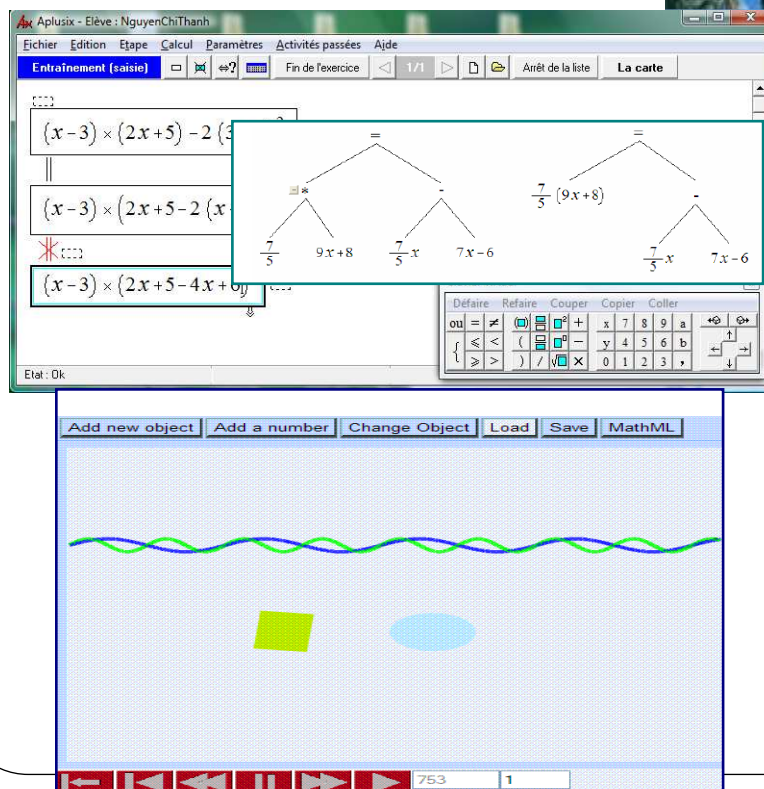 Aplusix - Elève : NguyenChiThanh
Fichier Edition Etape Calcul Paramètres Activités passées Aide
Entraînement (saisie) ⇔? Fin de l'exercice 1/1 Arrêt de la liste La carte
(x-3) × (2x+5) - 2 (3
||
(x-3) × (2x+5-2 (x
(x-3) × (2x+5-4x+6)
= =
* - 7/5 (9x+8) -
7/5 9x+8 7/5 x 7x-6 7/5 x 7x-6
Défaire Refaire Couper Copier Coller
ou = ≠ (□) □² + x 7 8 9 a
{ ≤ < ( □⁰ - y 4 5 6 b
≥ > ) / √□ × 0 1 2 3 ,
Etat : Ok
Add new object Add a number Change Object Load Save MathML
753 1